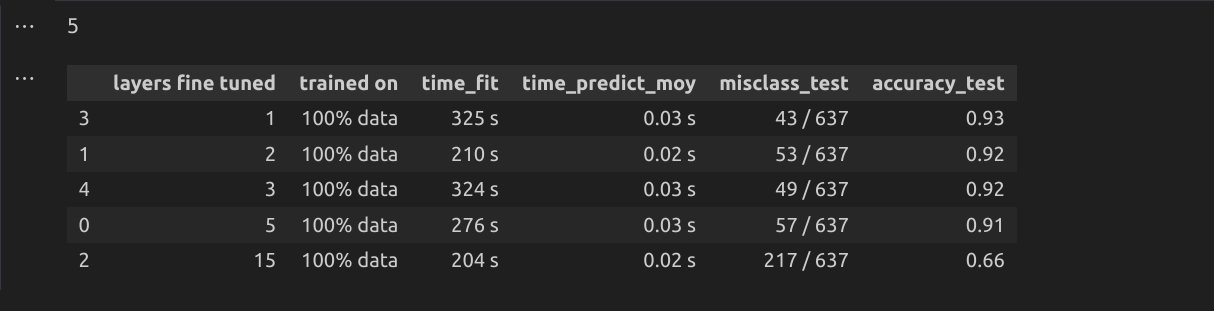 ... 5
...
layers fine tuned trained on time_fit time_predict_moy misclass_test accuracy_test
3 1 100% data 325 s 0.03 s 43 / 637 0.93
1 2 100% data 210 s 0.02 s 53 / 637 0.92
4 3 100% data 324 s 0.03 s 49 / 637 0.92
0 5 100% data 276 s 0.03 s 57 / 637 0.91
2 15 100% data 204 s 0.02 s 217 / 637 0.66